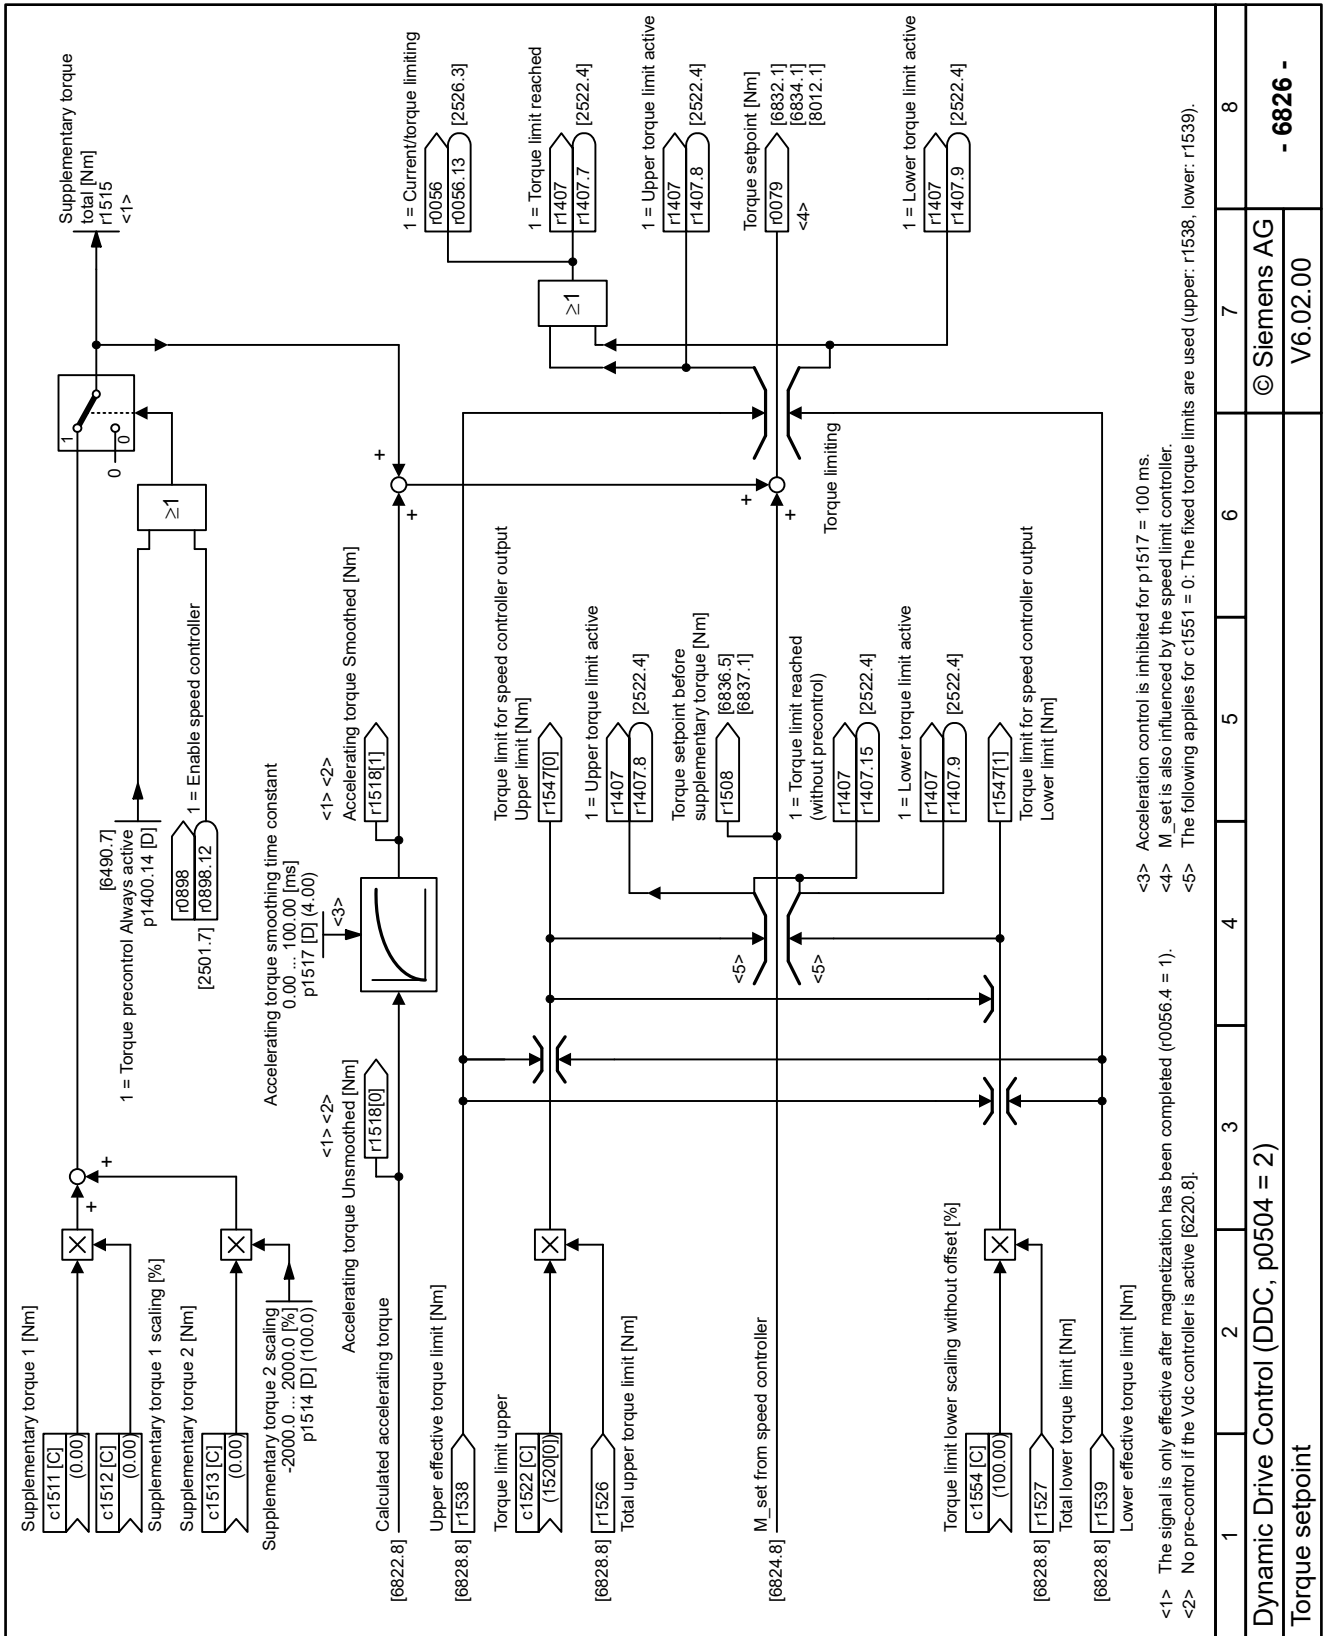 Supplementary torque 1 [Nm]
c1511 [C]
(0.00)
c1512 [C]
(0.00)
Supplementary torque 1 scaling [%]
Supplementary torque 2 [Nm]
c1513 [C]
(0.00)
Supplementary torque 2 scaling
-2000.0 ... 2000.0 [%]
p1514 [D] (100.0)
+
+
1 = Torque precontrol Always active
[6490.7]
p1400.14 [D]
r0898
r0898.12
[2501.7]
1 = Enable speed controller
≥1
1
0
0
Supplementary torque
total [Nm]
r1515
<1>
Accelerating torque smoothing time constant
0.00 ... 100.00 [ms]
p1517 [D] (4.00)
<3>
Accelerating torque Unsmoothed [Nm]
<1> <2>
r1518[0]
<1> <2>
Accelerating torque Smoothed [Nm]
r1518[1]
+
+
Calculated accelerating torque
[6822.8]
Upper effective torque limit [Nm]
[6828.8]
r1538
Torque limit upper
c1522 [C]
(1520[0])
[6828.8]
r1526
Total upper torque limit [Nm]
Torque limit for speed controller output
Upper limit [Nm]
r1547[0]
1 = Upper torque limit active
r1407
r1407.8
[2522.4]
Torque setpoint before
supplementary torque [Nm]
r1508
[6836.5]
[6837.1]
1 = Torque limit reached
(without precontrol)
r1407
r1407.15
[2522.4]
1 = Lower torque limit active
r1407
r1407.9
[2522.4]
r1547[1]
Torque limit for speed controller output
Lower limit [Nm]
<5>
<5>
M_set from speed controller
[6824.8]
+
+
Torque limiting
≥1
1 = Current/torque limiting
r0056
r0056.13
[2526.3]
1 = Torque limit reached
r1407
r1407.7
[2522.4]
1 = Upper torque limit active
r1407
r1407.8
[2522.4]
Torque setpoint [Nm]
r0079
[6832.1]
[6834.1]
[8012.1]
<4>
1 = Lower torque limit active
r1407
r1407.9
[2522.4]
Torque limit lower scaling without offset [%]
c1554 [C]
(100.00)
[6828.8]
r1527
Total lower torque limit [Nm]
[6828.8]
r1539
Lower effective torque limit [Nm]
<1> The signal is only effective after magnetization has been completed (r0056.4 = 1).
<2> No pre-control if the Vdc controller is active [6220.8].
<3> Acceleration control is inhibited for p1517 = 100 ms.
<4> M_set is also influenced by the speed limit controller.
<5> The following applies for c1551 = 0: The fixed torque limits are used (upper: r1538, lower: r1539).
1 2 3 4 5 6 7 8
Dynamic Drive Control (DDC, p0504 = 2)
© Siemens AG
- 6826 -
Torque setpoint
V6.02.00